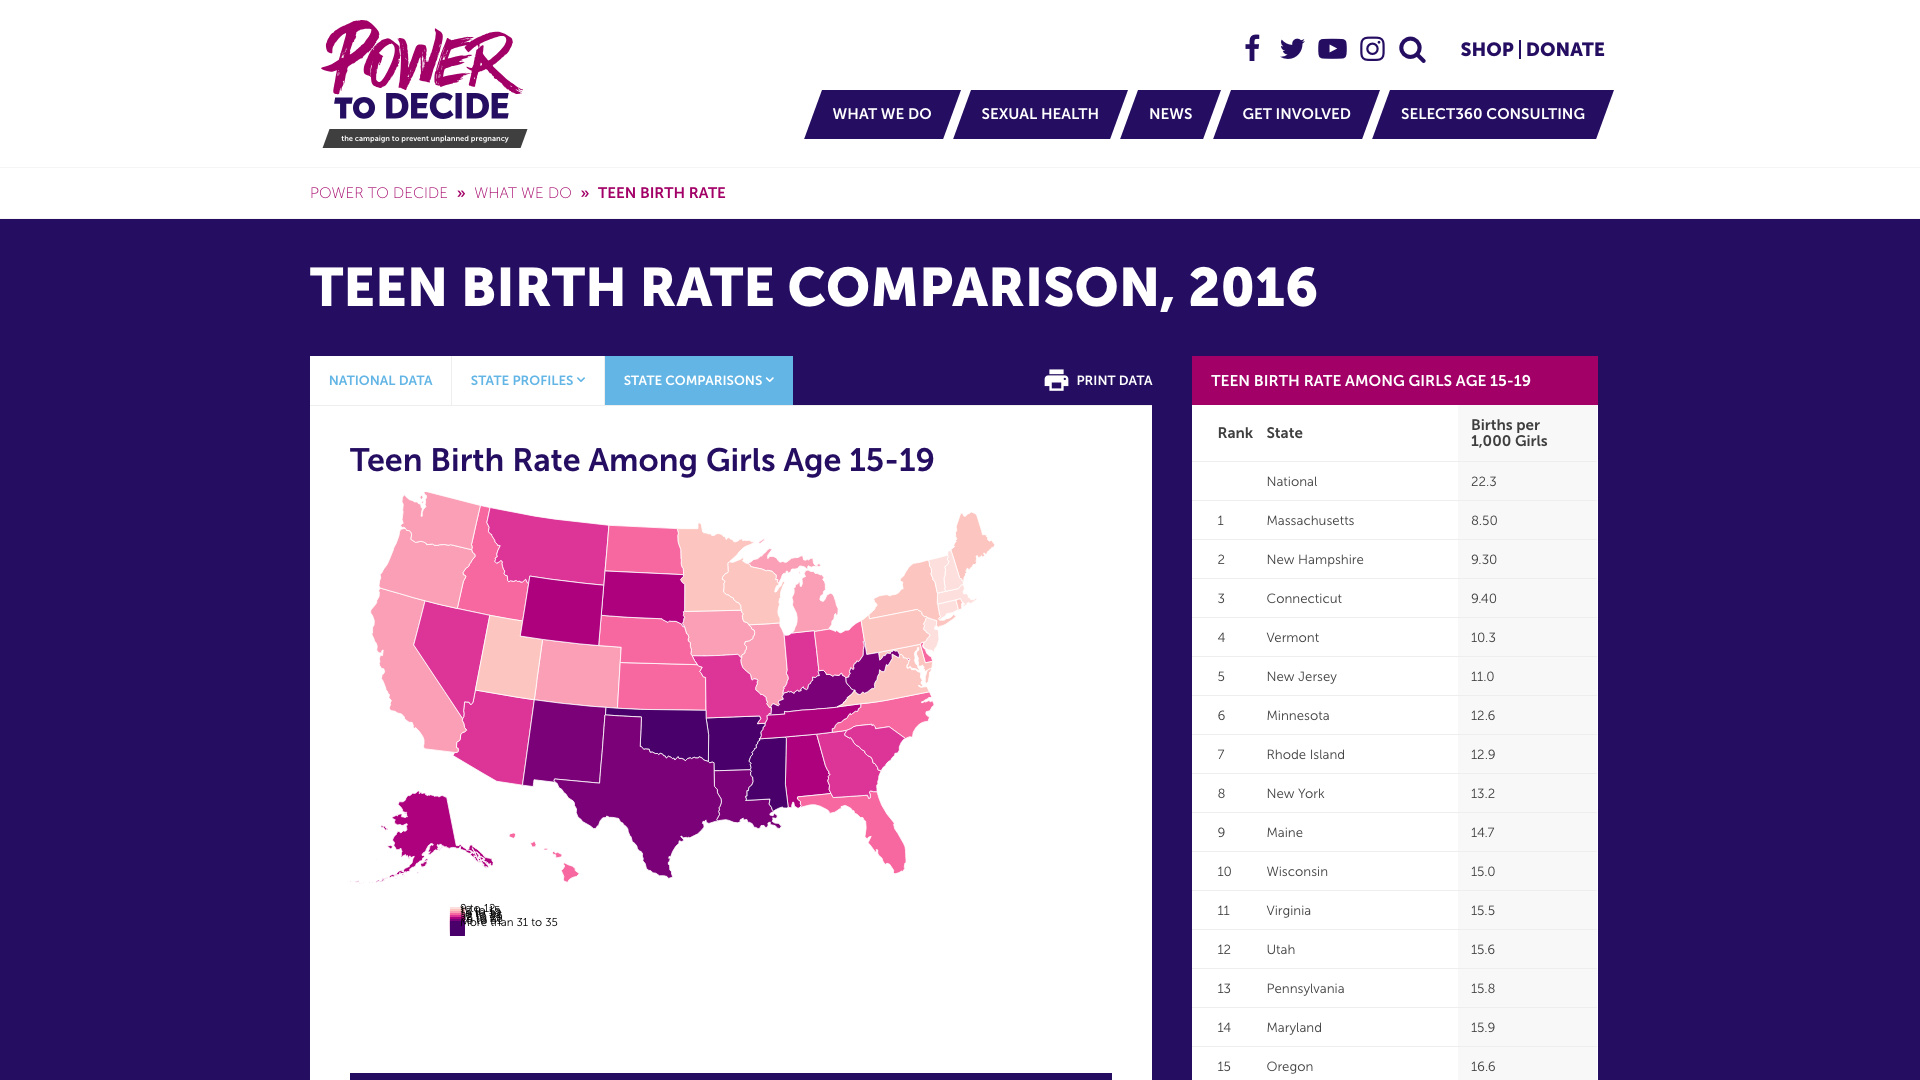 POWER
TO DECIDE
the campaign to prevent unplanned pregnancy
SHOP | DONATE
WHAT WE DO
SEXUAL HEALTH
NEWS
GET INVOLVED
SELECT360 CONSULTING
POWER TO DECIDE » WHAT WE DO » TEEN BIRTH RATE
TEEN BIRTH RATE COMPARISON, 2016
NATIONAL DATA
STATE PROFILES
STATE COMPARISONS
PRINT DATA
Teen Birth Rate Among Girls Age 15-19
More than 31 to 35
TEEN BIRTH RATE AMONG GIRLS AGE 15-19
Rank State Births per
1,000 Girls
National 22.3
1 Massachusetts 8.50
2 New Hampshire 9.30
3 Connecticut 9.40
4 Vermont 10.3
5 New Jersey 11.0
6 Minnesota 12.6
7 Rhode Island 12.9
8 New York 13.2
9 Maine 14.7
10 Wisconsin 15.0
11 Virginia 15.5
12 Utah 15.6
13 Pennsylvania 15.8
14 Maryland 15.9
15 Oregon 16.6